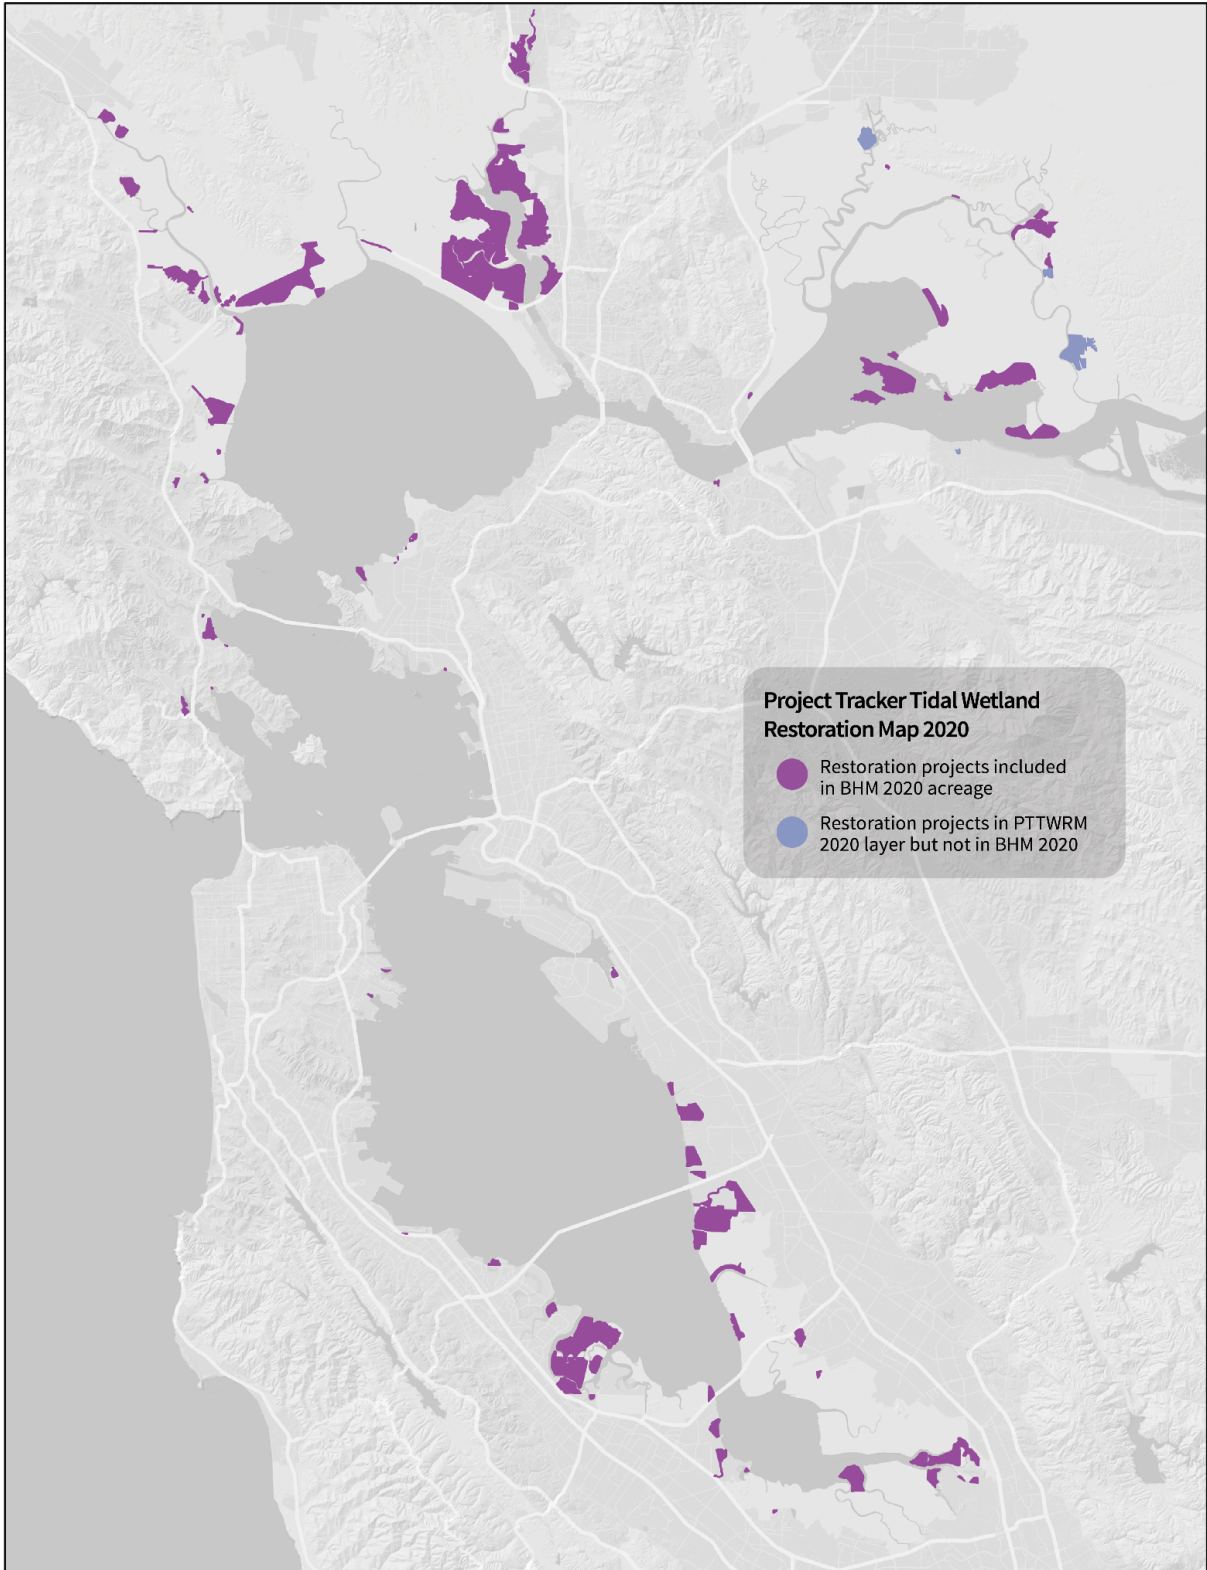 Project Tracker Tidal Wetland
Restoration Map 2020
Restoration projects included
in BHM 2020 acreage
Restoration projects in PTTWRM
2020 layer but not in BHM 2020